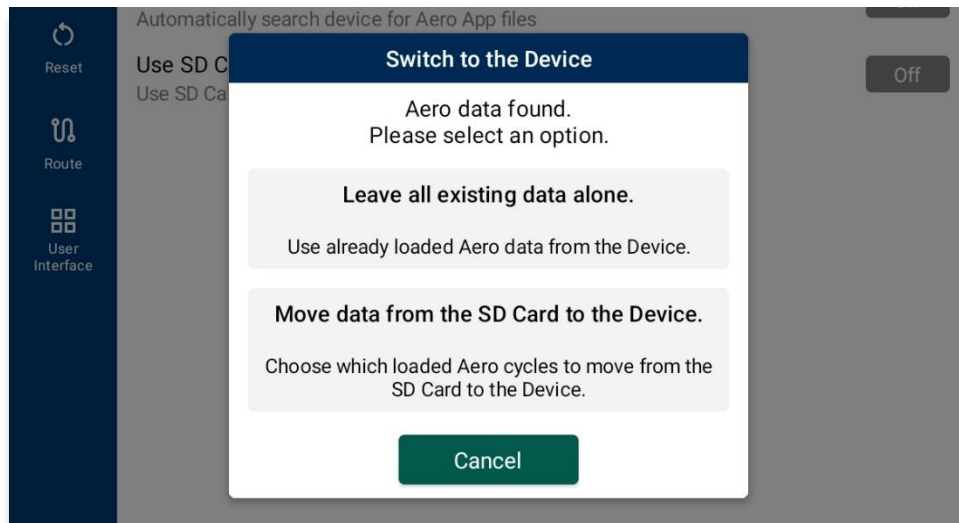 Automatically search device for Aero App files
Reset
Use SD C
Off
Use SD Ca
Route
User
Interface
Switch to the Device
Aero data found.
Please select an option.
Leave all existing data alone.
Use already loaded Aero data from the Device.
Move data from the SD Card to the Device.
Choose which loaded Aero cycles to move from the
SD Card to the Device.
Cancel